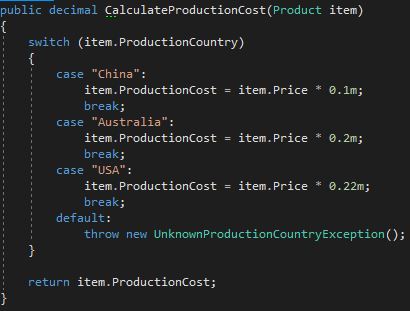 public decimal CalculateProductionCost(Product item)
{
    switch (item.ProductionCountry)
    {
        case "China":
            item.ProductionCost = item.Price * 0.1m;
            break;
        case "Australia":
            item.ProductionCost = item.Price * 0.2m;
            break;
        case "USA":
            item.ProductionCost = item.Price * 0.22m;
            break;
        default:
            throw new UnknownProductionCountryException();
    }
    return item.ProductionCost;
}